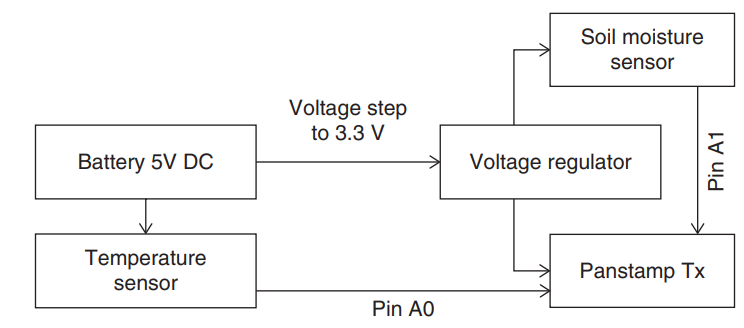 Soil moisture
sensor
Voltage step
to 3.3 V
Battery 5V DC
Voltage regulator
Pin A1
Temperature
sensor
Panstamp Tx
Pin A0